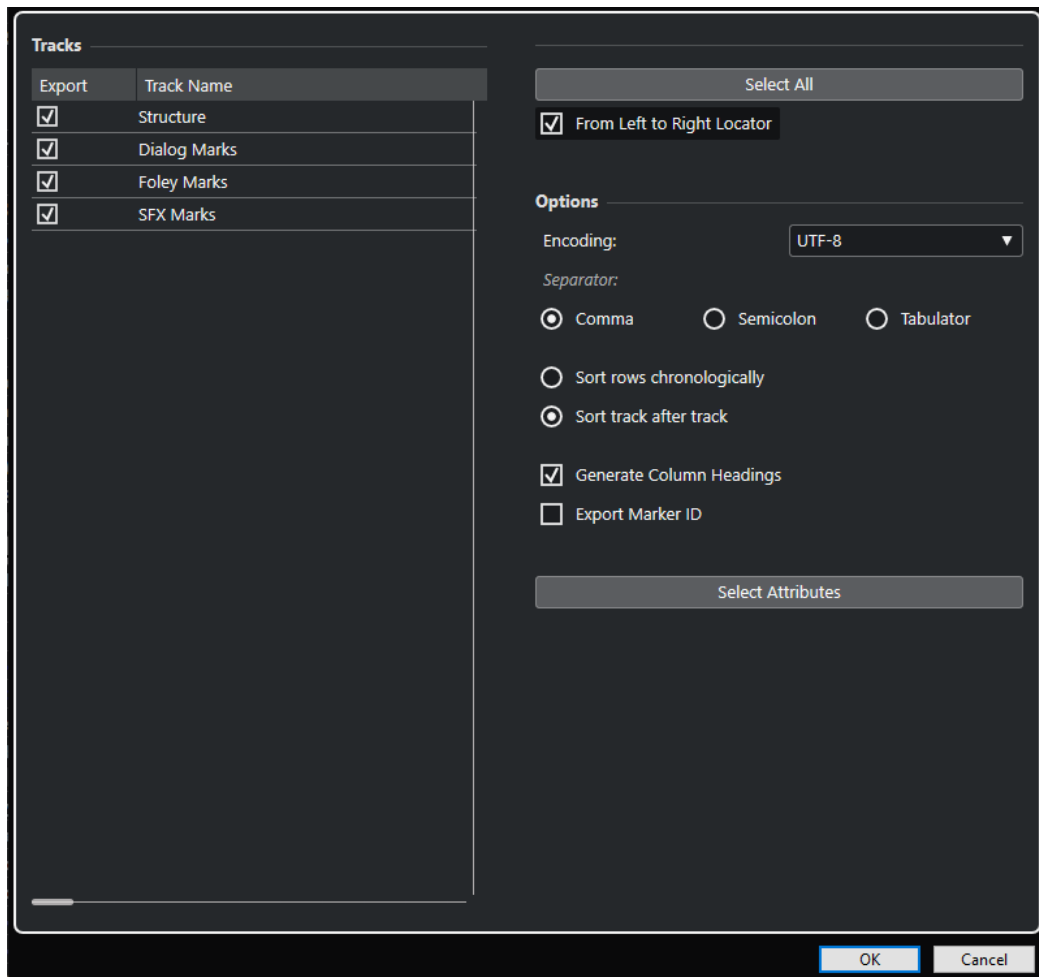 Tracks
Export Track Name
Structure
Dialog Marks
Foley Marks
SFX Marks
Select All
From Left to Right Locator
Options
Encoding: UTF-8
Separator:
Comma Semicolon Tabulator
Sort rows chronologically
Sort track after track
Generate Column Headings
Export Marker ID
Select Attributes
OK Cancel